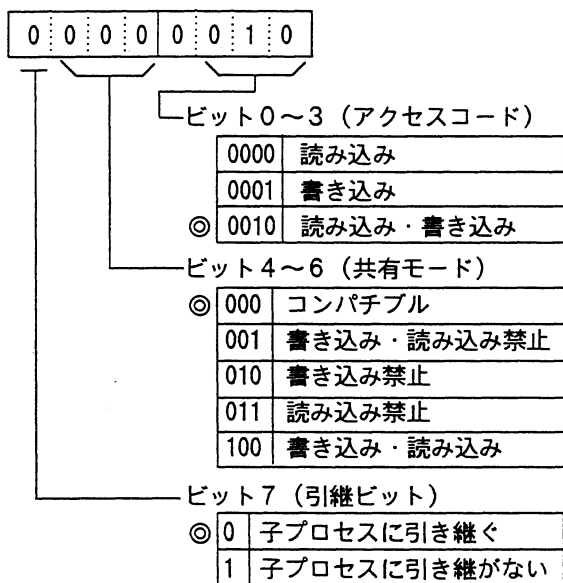 0 0 0 0 0 0 1 0
ビット0～3（アクセスコード）
0000 読み込み
0001 書き込み
◎ 0010 読み込み・書き込み
ビット4～6（共有モード）
◎ 000 コンパチブル
001 書き込み・読み込み禁止
010 書き込み禁止
011 読み込み禁止
100 書き込み・読み込み
ビット7（引継ビット）
◎ 0 子プロセスに引き継ぐ
1 子プロセスに引き継がない